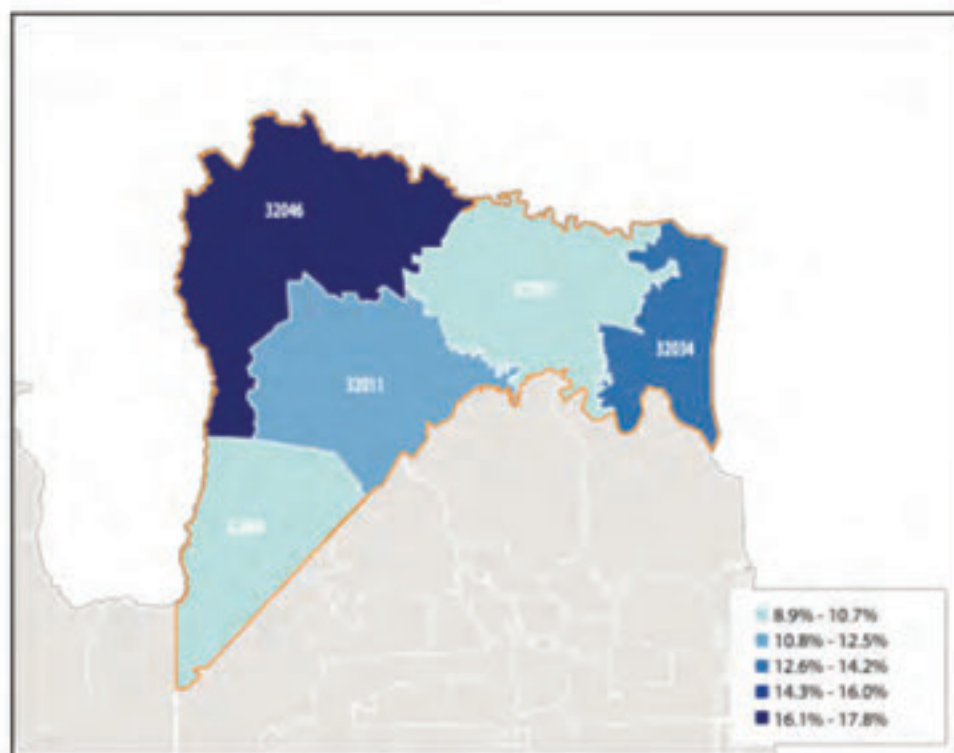 32046
32034
32011
8.9% - 10.7%
10.8% - 12.5%
12.6% - 14.2%
14.3% - 16.0%
16.1% - 17.8%